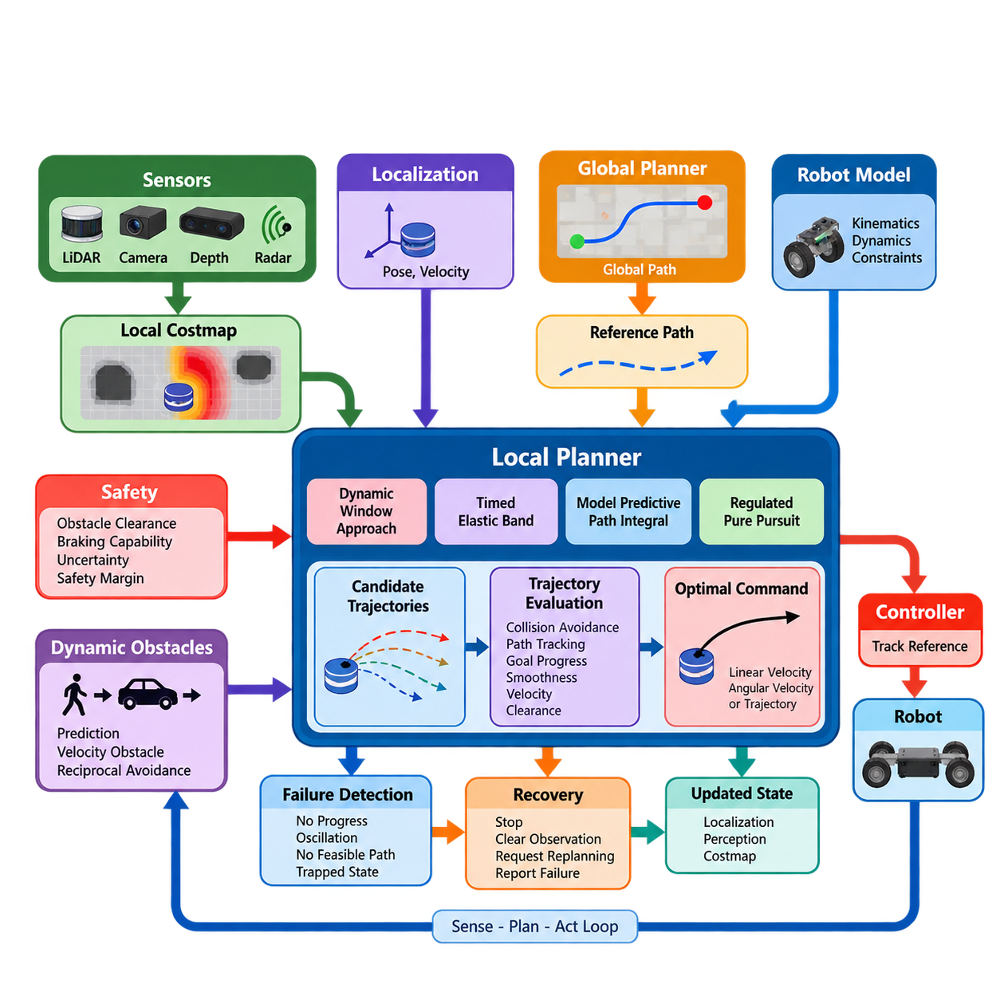 Sensors
LiDAR
Camera
Depth
Radar
Localization
Pose, Velocity
Global Planner
Global Path
Robot Model
Kinematics
Dynamics
Constraints
Local Costmap
Reference Path
Local Planner
Dynamic
Window
Approach
Timed
Elastic Band
Model Predictive
Path Integral
Regulated
Pure Pursuit
Safety
Obstacle Clearance
Braking Capability
Uncertainty
Safety Margin
Candidate
Trajectories
Trajectory
Evaluation
Collision Avoidance
Path Tracking
Goal Progress
Smoothness
Velocity
Clearance
Optimal Command
Linear Velocity
Angular Velocity
or Trajectory
Controller
Track Reference
Dynamic Obstacles
Prediction
Velocity Obstacle
Reciprocal Avoidance
Robot
Failure Detection
No Progress
Oscillation
No Feasible Path
Trapped State
Recovery
Stop
Clear Observation
Request Replanning
Report Failure
Updated State
Localization
Perception
Costmap
Sense - Plan - Act Loop